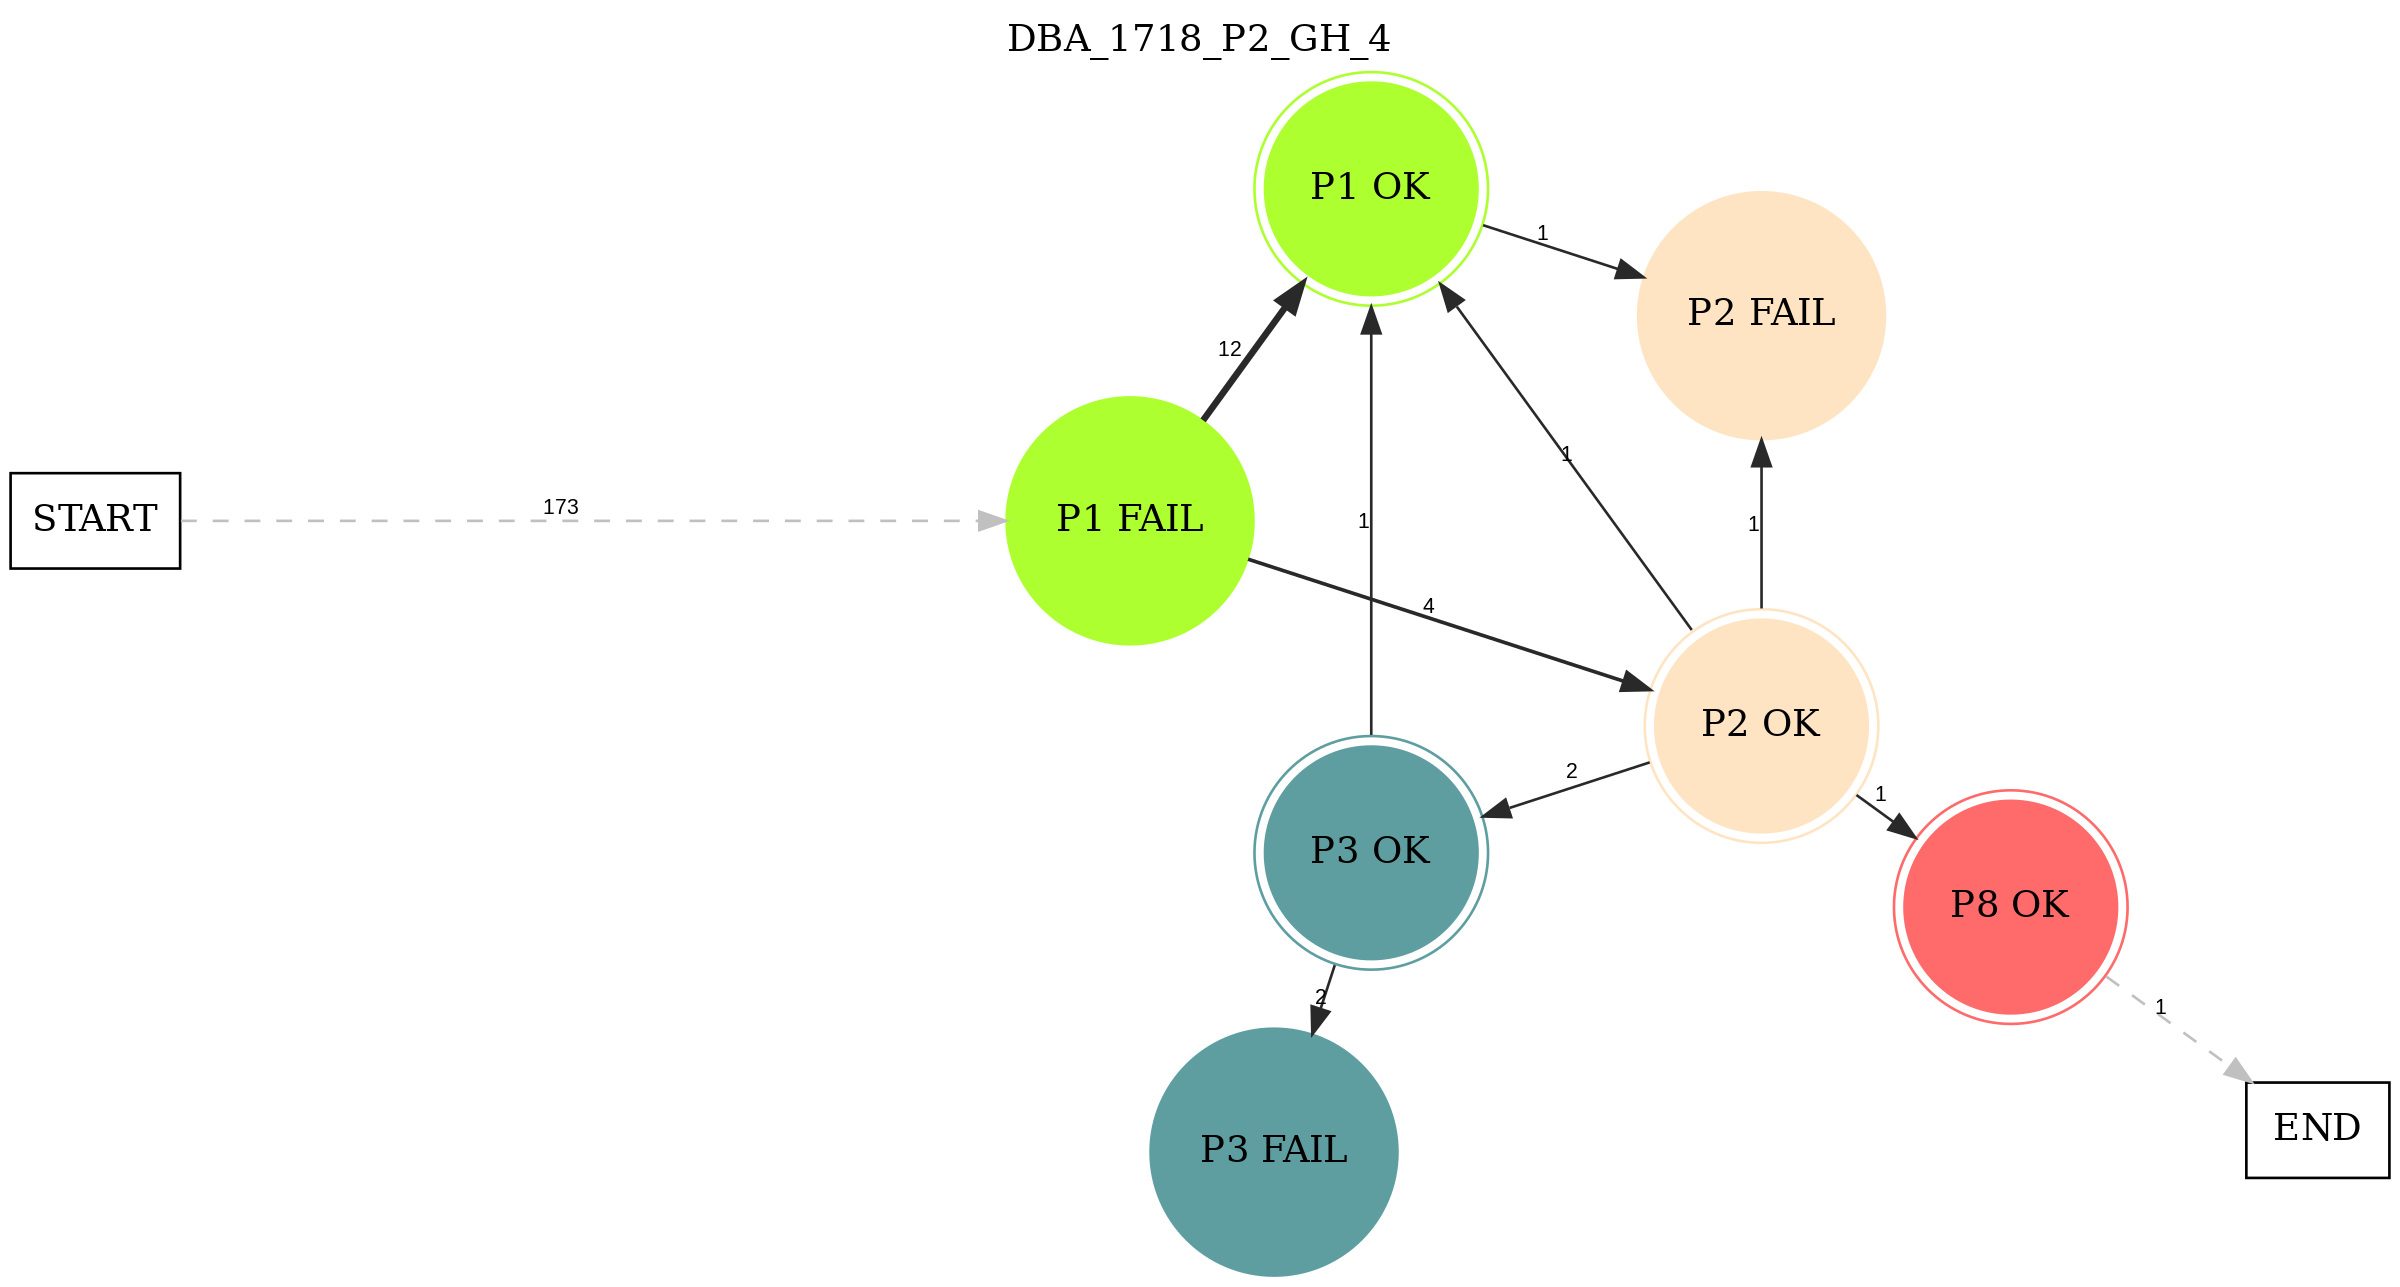 DBA_1718_P2_GH_4
P1 OK
1
P2 FAIL
12
1
START
173
P1 FAIL
1
1
4
P2 OK
2
1
P3 OK
P8 OK
2
1
END
P3 FAIL